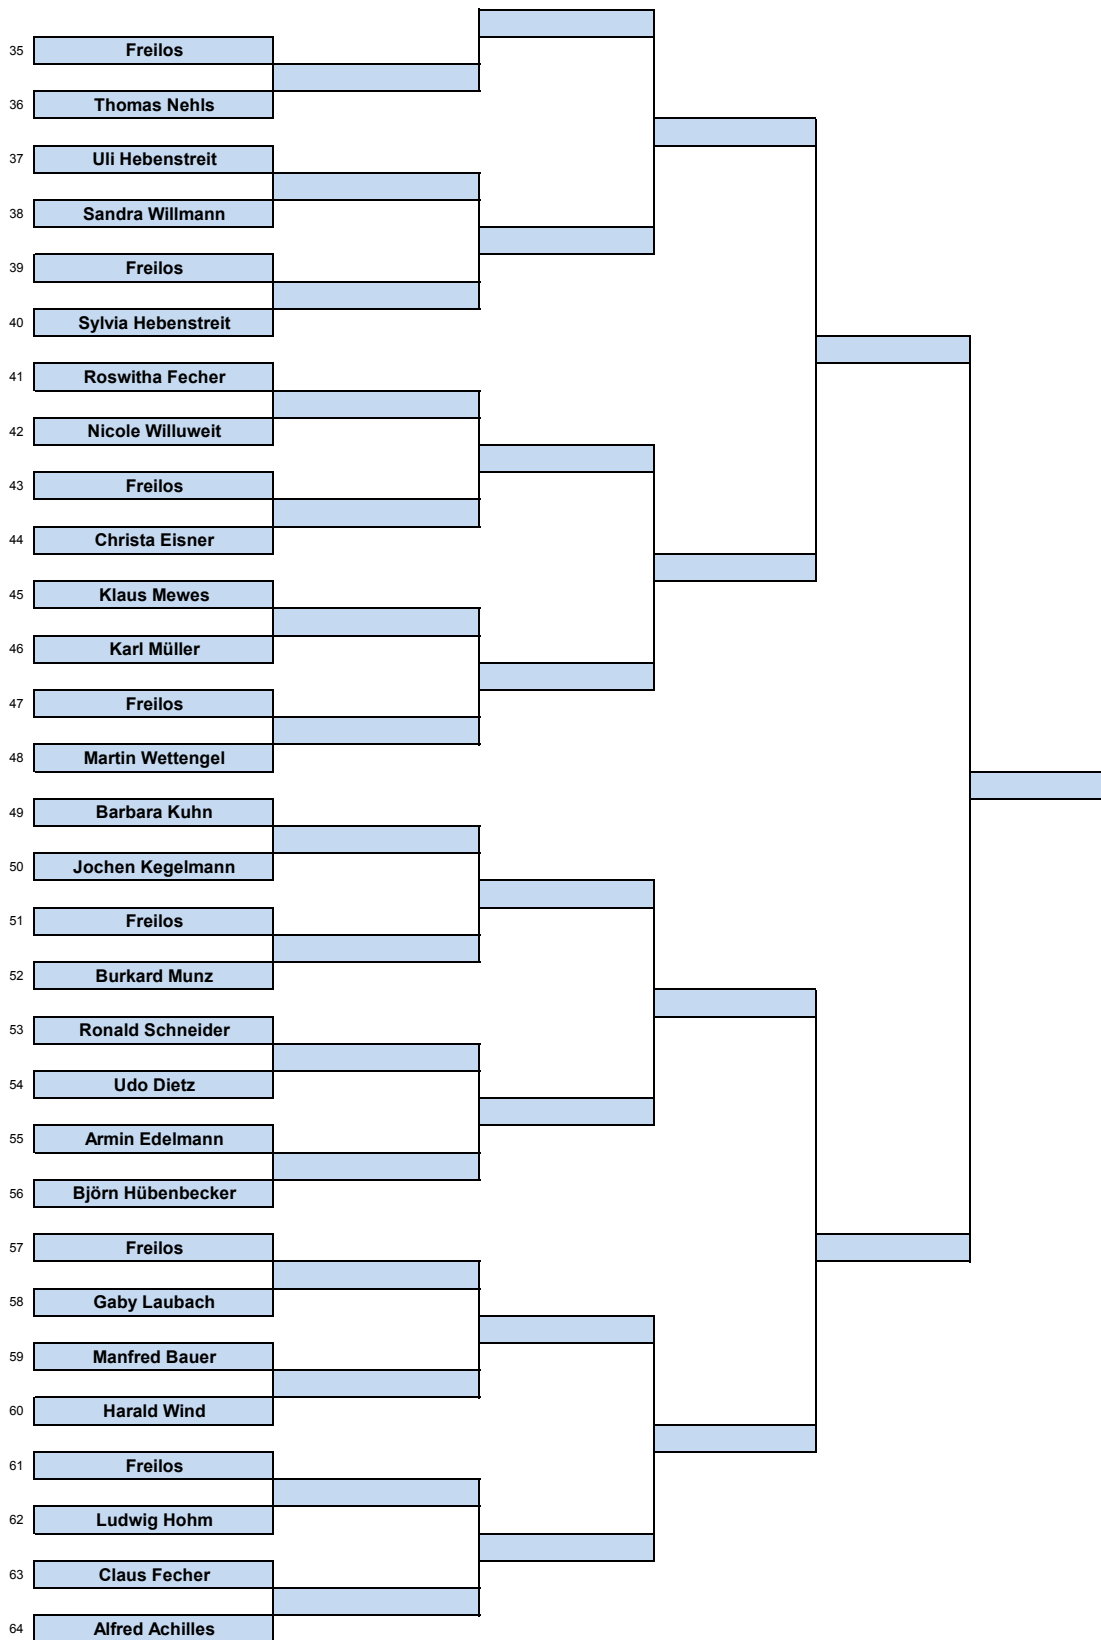 35 Freilos
36 Thomas Nehls
37 Uli Hebenstreit
38 Sandra Willmann
39 Freilos
40 Sylvia Hebenstreit
41 Roswitha Fecher
42 Nicole Willuweit
43 Freilos
44 Christa Eisner
45 Klaus Mewes
46 Karl Müller
47 Freilos
48 Martin Wettengel
49 Barbara Kuhn
50 Jochen Kegelmann
51 Freilos
52 Burkard Munz
53 Ronald Schneider
54 Udo Dietz
55 Armin Edelmann
56 Björn Hübenbecker
57 Freilos
58 Gaby Laubach
59 Manfred Bauer
60 Harald Wind
61 Freilos
62 Ludwig Hohm
63 Claus Fecher
64 Alfred Achilles